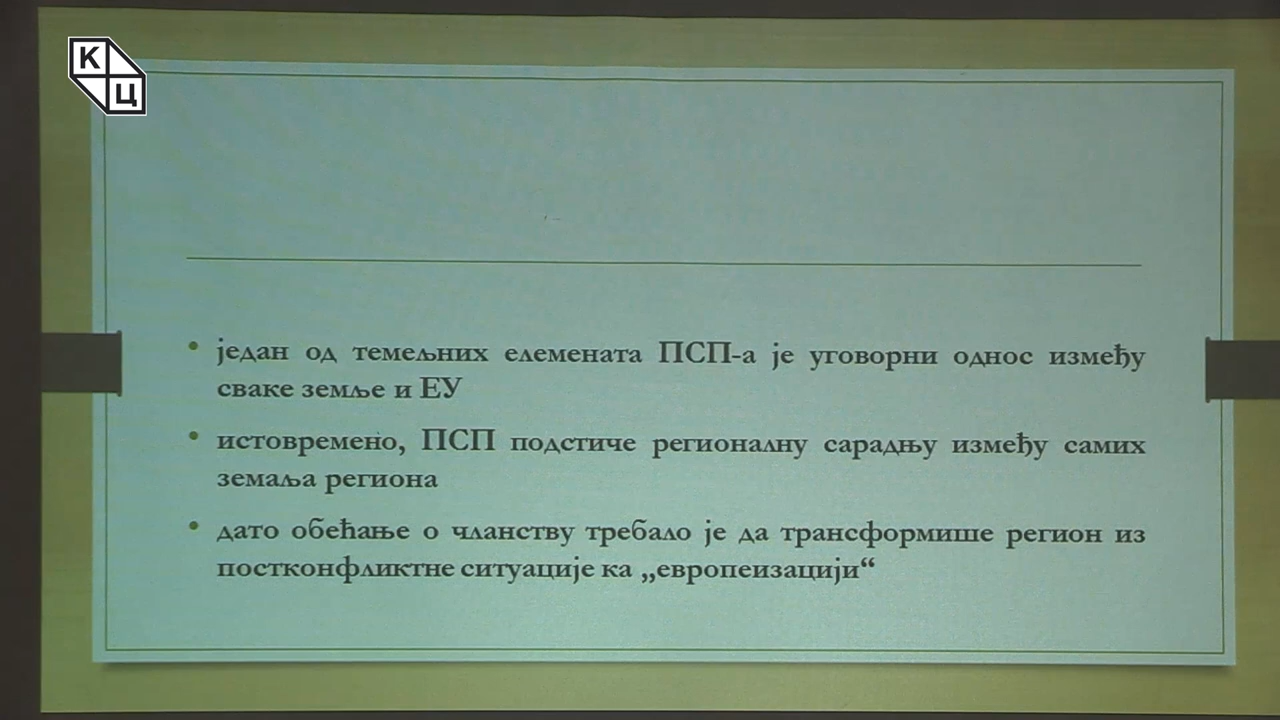 К
Ц
један од темељних елемената ПСП-а је уговорни однос између
сваке земље и ЕУ
истовремено, ПСП подстиче регионалну сарадњу између самих
земаља региона
дато обећање о чланству требало је да трансформише регион из
постконфликтне ситуације ка „европеизацији“